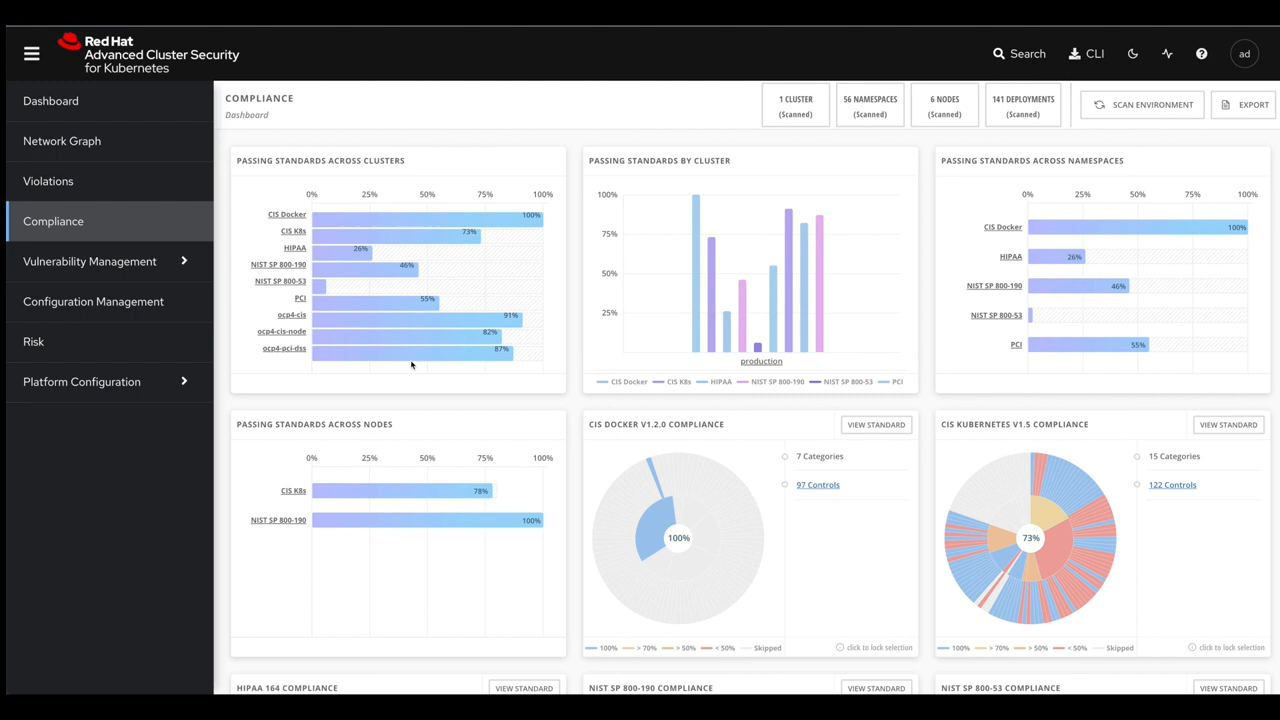 Red Hat
Advanced Cluster Security
for Kubernetes
Search
CLI
ad
Dashboard
Network Graph
Violations
Compliance
Vulnerability Management
Configuration Management
Risk
Platform Configuration
COMPLIANCE
Dashboard
1 CLUSTER
(Scanned)
56 NAMESPACES
(Scanned)
6 NODES
(Scanned)
141 DEPLOYMENTS
(Scanned)
SCAN ENVIRONMENT
EXPORT
PASSING STANDARDS ACROSS CLUSTERS
0% 25% 50% 75% 100%
CIS Docker 100%
CIS K8s 73%
HIPAA 26%
NIST SP 800-190 46%
NIST SP 800-53
PCI 55%
ocp4-cis 91%
ocp4-cis-node 82%
ocp4-pci-dss 87%
PASSING STANDARDS BY CLUSTER
100%
75%
50%
25%
production
CIS Docker CIS K8s HIPAA NIST SP 800-190 NIST SP 800-53 PCI
PASSING STANDARDS ACROSS NAMESPACES
0% 25% 50% 75% 100%
CIS Docker 100%
HIPAA 26%
NIST SP 800-190 46%
NIST SP 800-53
PCI 55%
PASSING STANDARDS ACROSS NODES
0% 25% 50% 75% 100%
CIS K8s 78%
NIST SP 800-190 100%
CIS DOCKER V1.2.0 COMPLIANCE
VIEW STANDARD
7 Categories
97 Controls
100%
100% > 70% > 50% < 50% Skipped
click to lock selection
CIS KUBERNETES V1.5 COMPLIANCE
VIEW STANDARD
15 Categories
122 Controls
73%
100% > 70% > 50% < 50% Skipped
click to lock selection
HIPAA 164 COMPLIANCE
VIEW STANDARD
NIST SP 800-190 COMPLIANCE
VIEW STANDARD
NIST SP 800-53 COMPLIANCE
VIEW STANDARD